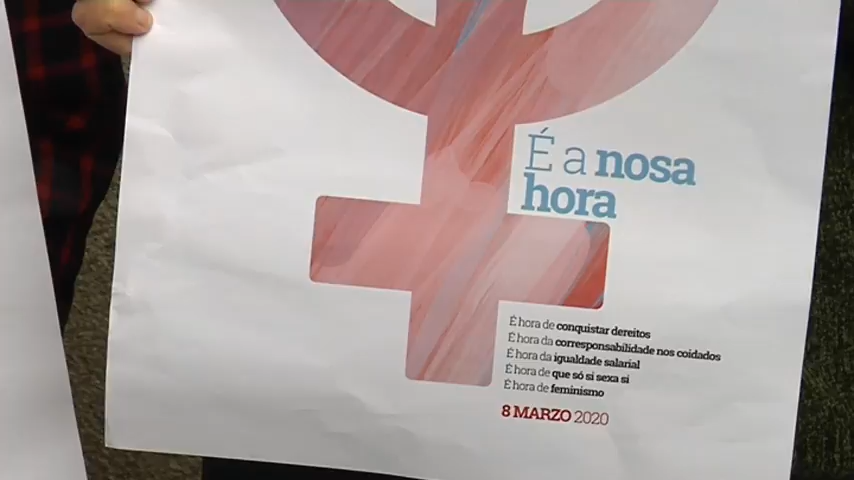 É a nosa
hora
É hora de conquistar dereitos
É hora da corresponsabilidade nos coidados
É hora da igualdade salarial
É hora de que só si sexa si
É hora de feminismo
8 MARZO 2020